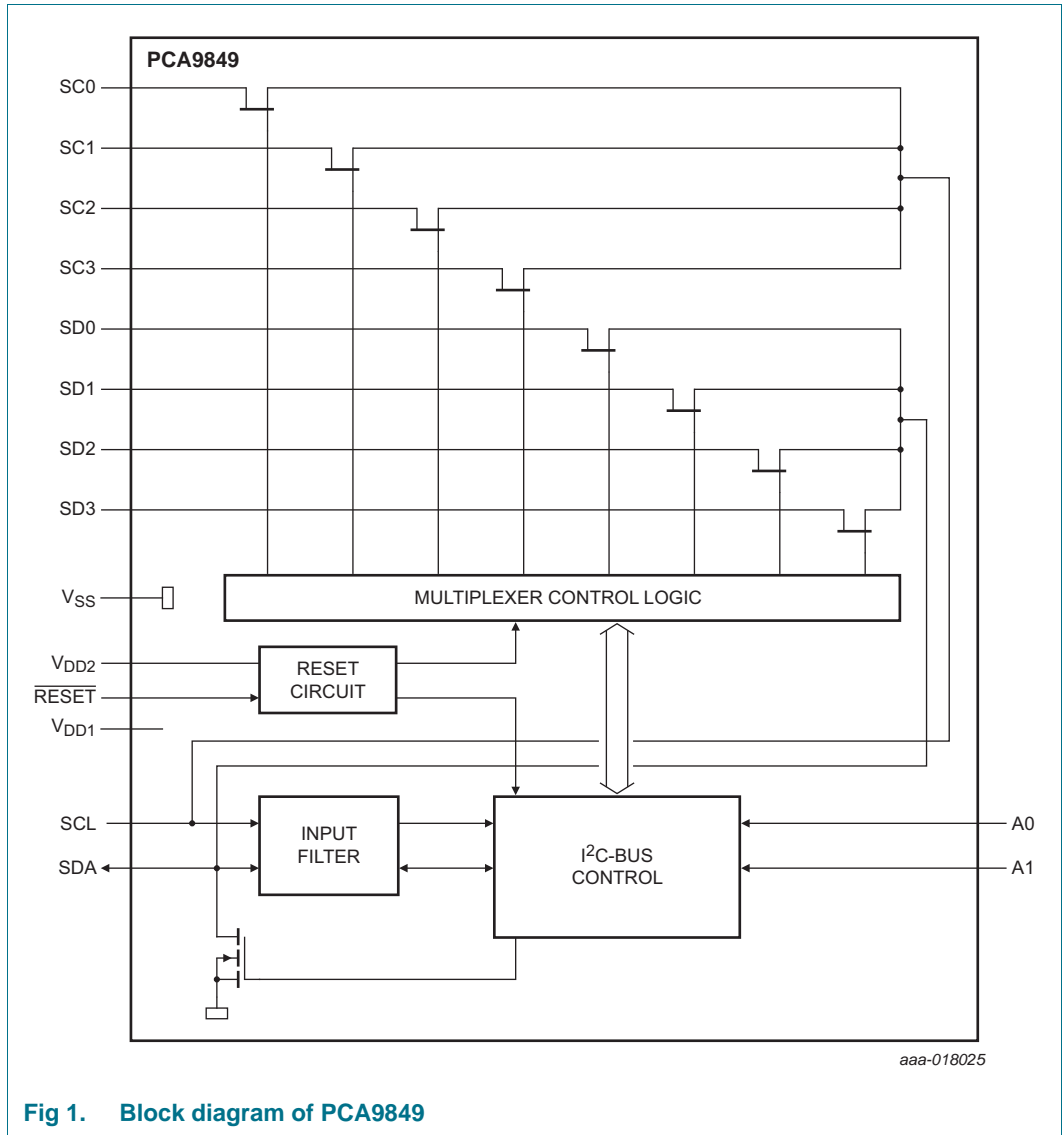 PCA9849
SC0
SC1
SC2
SC3
SD0
SD1
SD2
SD3
VSS
MULTIPLEXER CONTROL LOGIC
VDD2
RESET
VDD1
RESET
CIRCUIT
SCL
SDA
INPUT
FILTER
I2C-BUS
CONTROL
A0
A1
aaa-018025
Fig 1. Block diagram of PCA9849